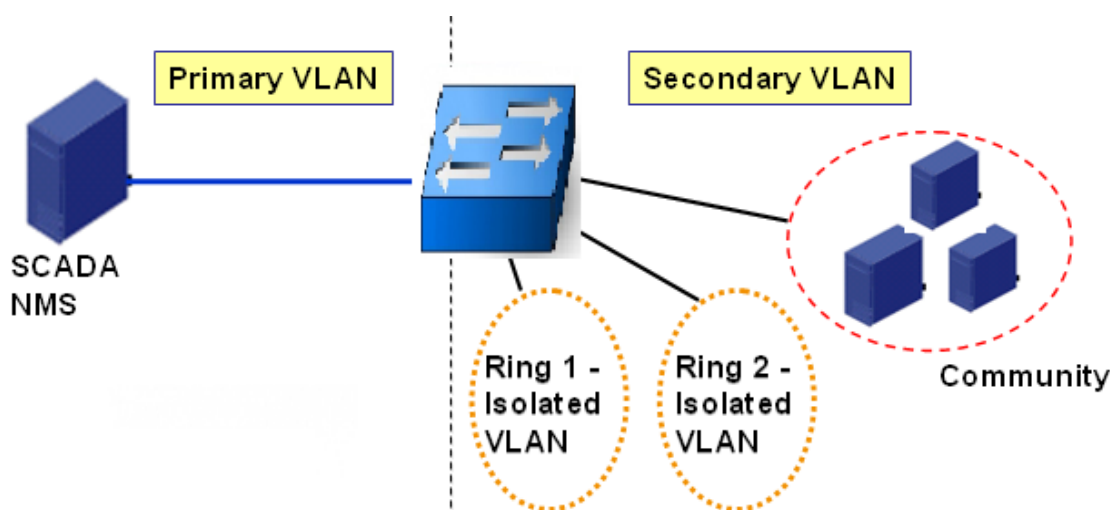 Primary VLAN
Secondary VLAN
SCADA
NMS
Ring 1 -
Isolated
VLAN
Ring 2 -
Isolated
VLAN
Community